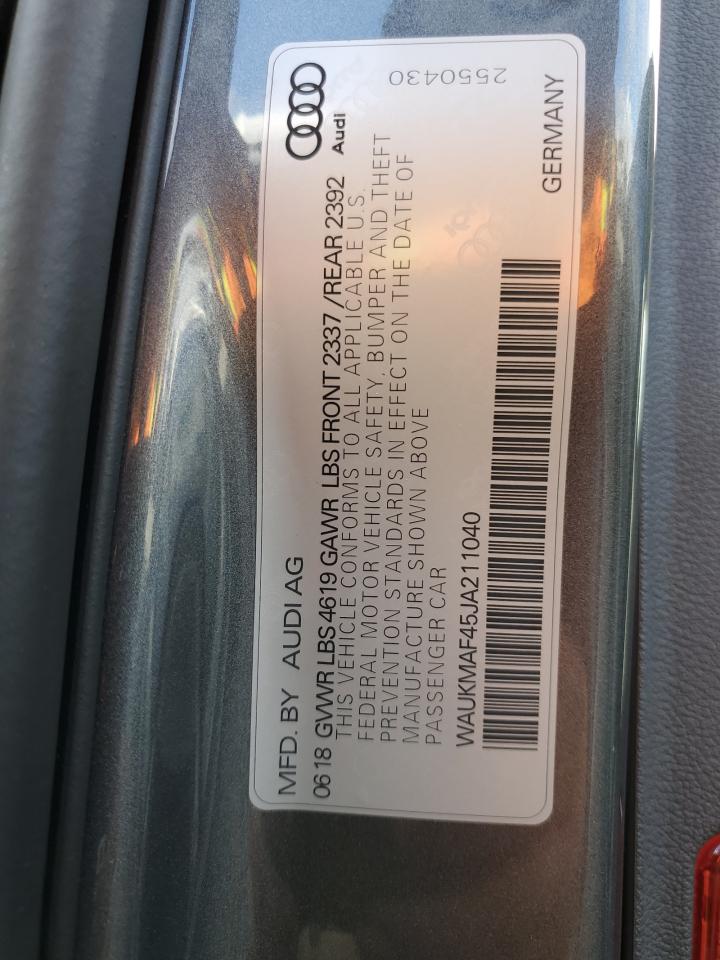 MFD. BY AUDI AG
Audi
06 18 GVWR LBS 4619 GAWR LBS FRONT 2337 / REAR 2392
THIS VEHICLE CONFORMS TO ALL APPLICABLE U.S.
FEDERAL MOTOR VEHICLE SAFETY, BUMPER AND THEFT
PREVENTION STANDARDS IN EFFECT ON THE DATE OF
MANUFACTURE SHOWN ABOVE
PASSENGER CAR
WAUKMAF45JA211040
2550430
GERMANY